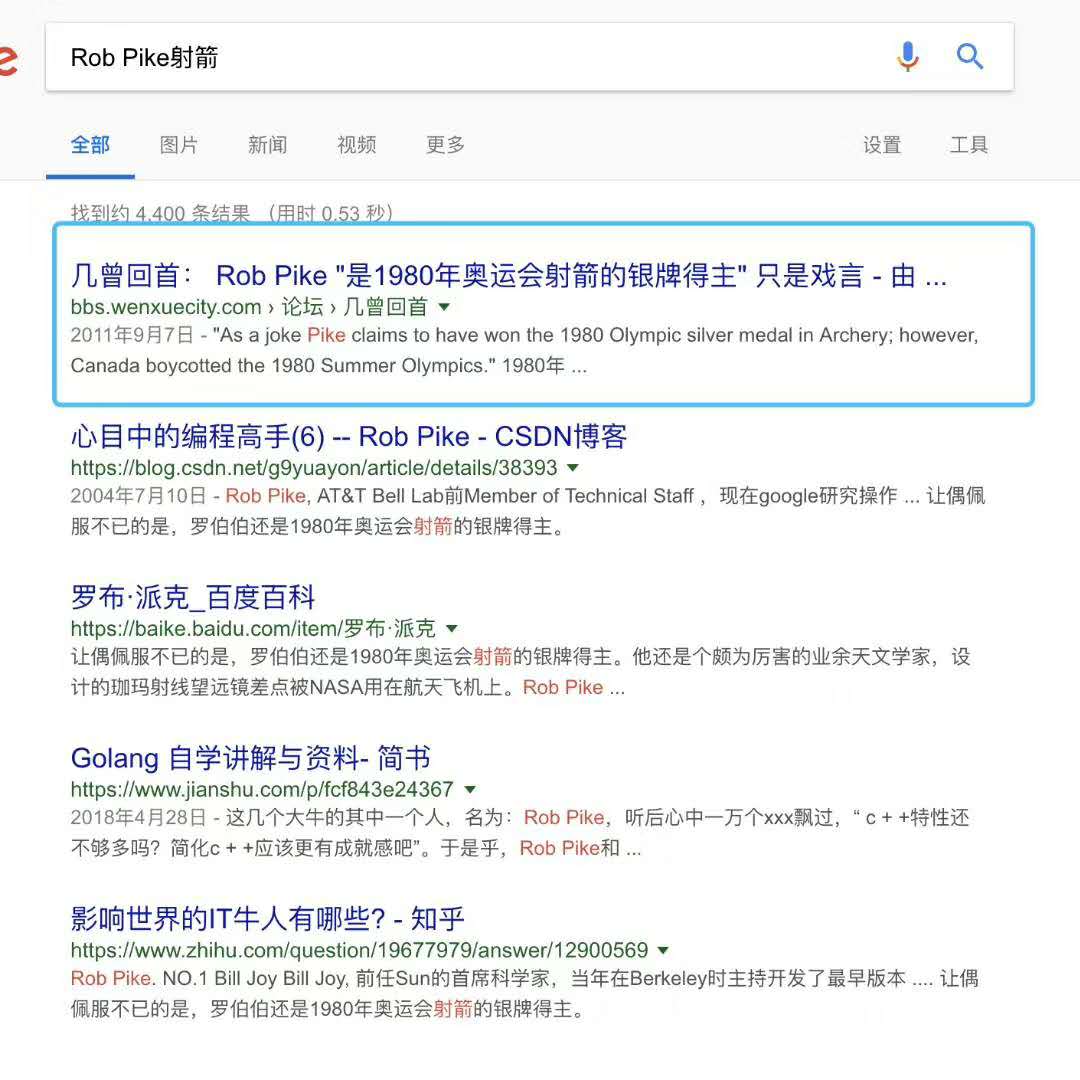 e
Rob Pike射箭
全部 图片 新闻 视频 更多 设置 工具
找到约 4,400 条结果 （用时 0.53 秒）
几曾回首： Rob Pike "是1980年奥运会射箭的银牌得主" 只是戏言 - 由 ...
bbs.wenxuecity.com › 论坛 › 几曾回首
2011年9月7日 - "As a joke Pike claims to have won the 1980 Olympic silver medal in Archery; however,
Canada boycotted the 1980 Summer Olympics." 1980年 ...
心目中的编程高手(6) -- Rob Pike - CSDN博客
https://blog.csdn.net/g9yuayon/article/details/38393
2004年7月10日 - Rob Pike, AT&T Bell Lab前Member of Technical Staff ，现在google研究操作 ... 让偶佩
服不已的是，罗伯伯还是1980年奥运会射箭的银牌得主。
罗布·派克_百度百科
https://baike.baidu.com/item/罗布·派克
让偶佩服不已的是，罗伯伯还是1980年奥运会射箭的银牌得主。他还是个颇为厉害的业余天文学家，设
计的珈玛射线望远镜差点被NASA用在航天飞机上。Rob Pike ...
Golang 自学讲解与资料- 简书
https://www.jianshu.com/p/fcf843e24367
2018年4月28日 - 这几个大牛的其中一个人，名为：Rob Pike，听后心中一万个xxx飘过，“ c + +特性还
不够多吗？简化c + +应该更有成就感吧”。于是乎，Rob Pike和 ...
影响世界的IT牛人有哪些? - 知乎
https://www.zhihu.com/question/19677979/answer/12900569
Rob Pike. NO.1 Bill Joy Bill Joy, 前任Sun的首席科学家，当年在Berkeley时主持开发了最早版本 .... 让偶
佩服不已的是，罗伯伯还是1980年奥运会射箭的银牌得主。